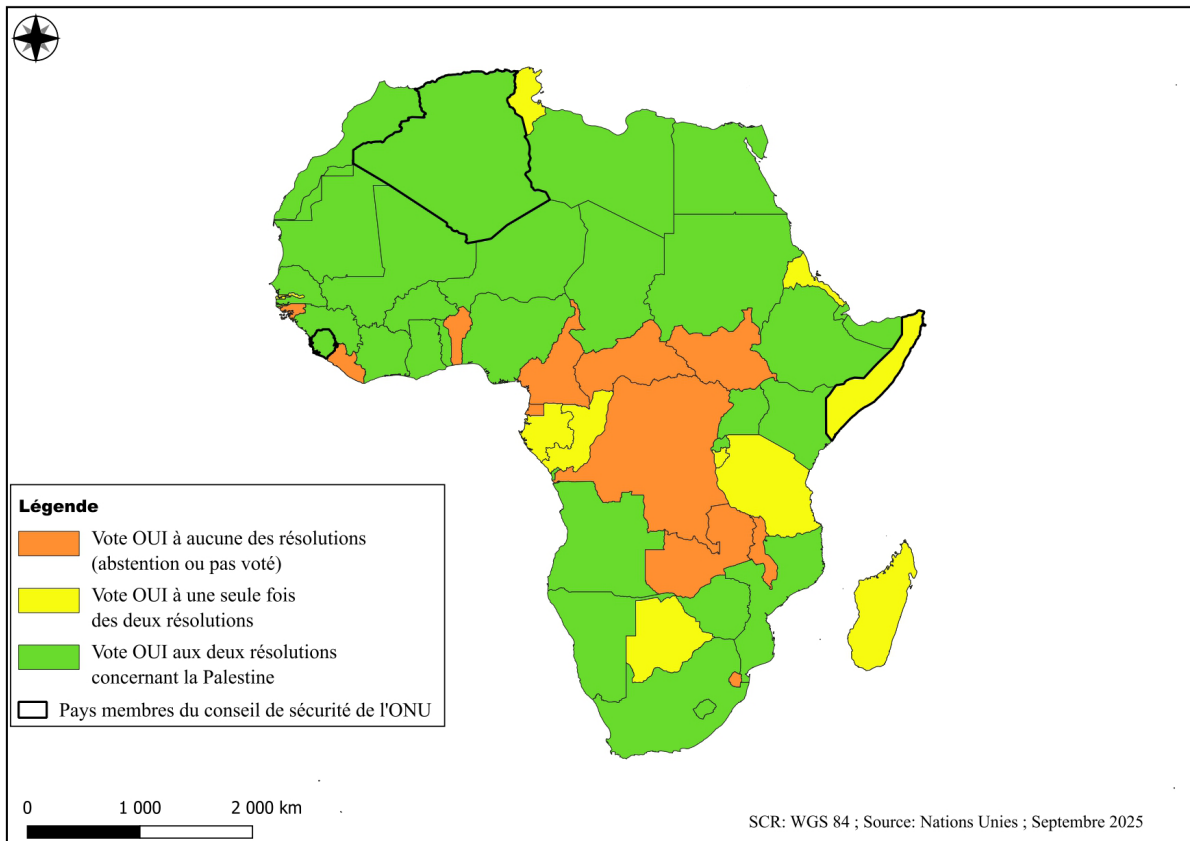 Légende
Vote OUI à aucune des résolutions
(abstention ou pas voté)
Vote OUI à une seule fois
des deux résolutions
Vote OUI aux deux résolutions
concernant la Palestine
Pays membres du conseil de sécurité de l'ONU
0 1 000 2 000 km
SCR: WGS 84 ; Source: Nations Unies ; Septembre 2025